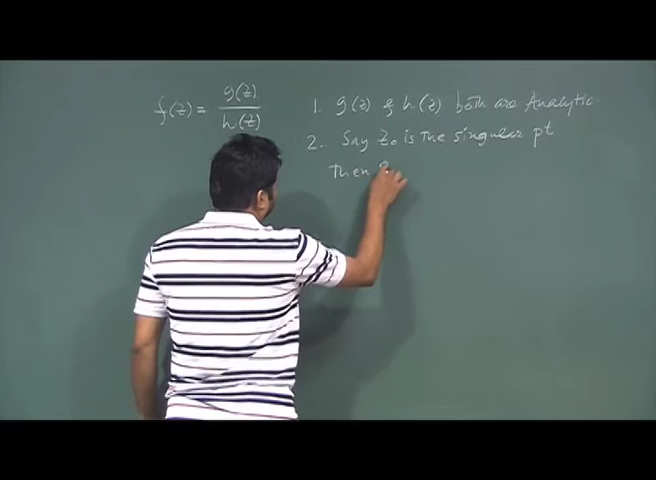 f(z) = g(z) / h(z)
1. g(z) & h(z) both are Analytic
2. Say z₀ is the singular pt
then